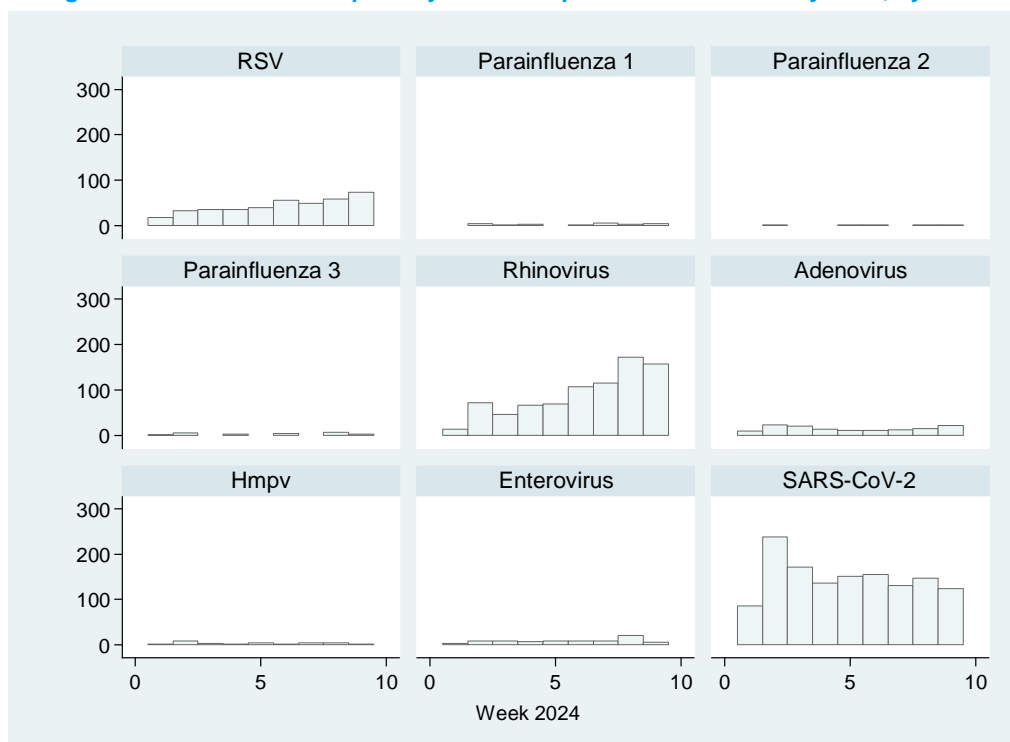 RSV Parainfluenza 1 Parainfluenza 2
300
200
100
0
Parainfluenza 3 Rhinovirus Adenovirus
300
200
100
0
Hmpv Enterovirus SARS-CoV-2
300
200
100
0
0 5 10 0 5 10 0 5 10
Week 2024